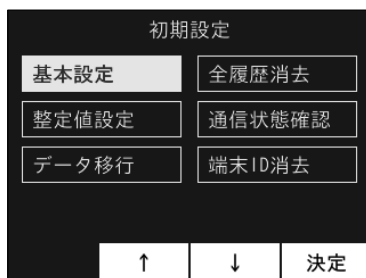 初期設定
基本設定 全履歴消去
整定値設定 通信状態確認
データ移行 端末ID消去
↑ ↓ 決定